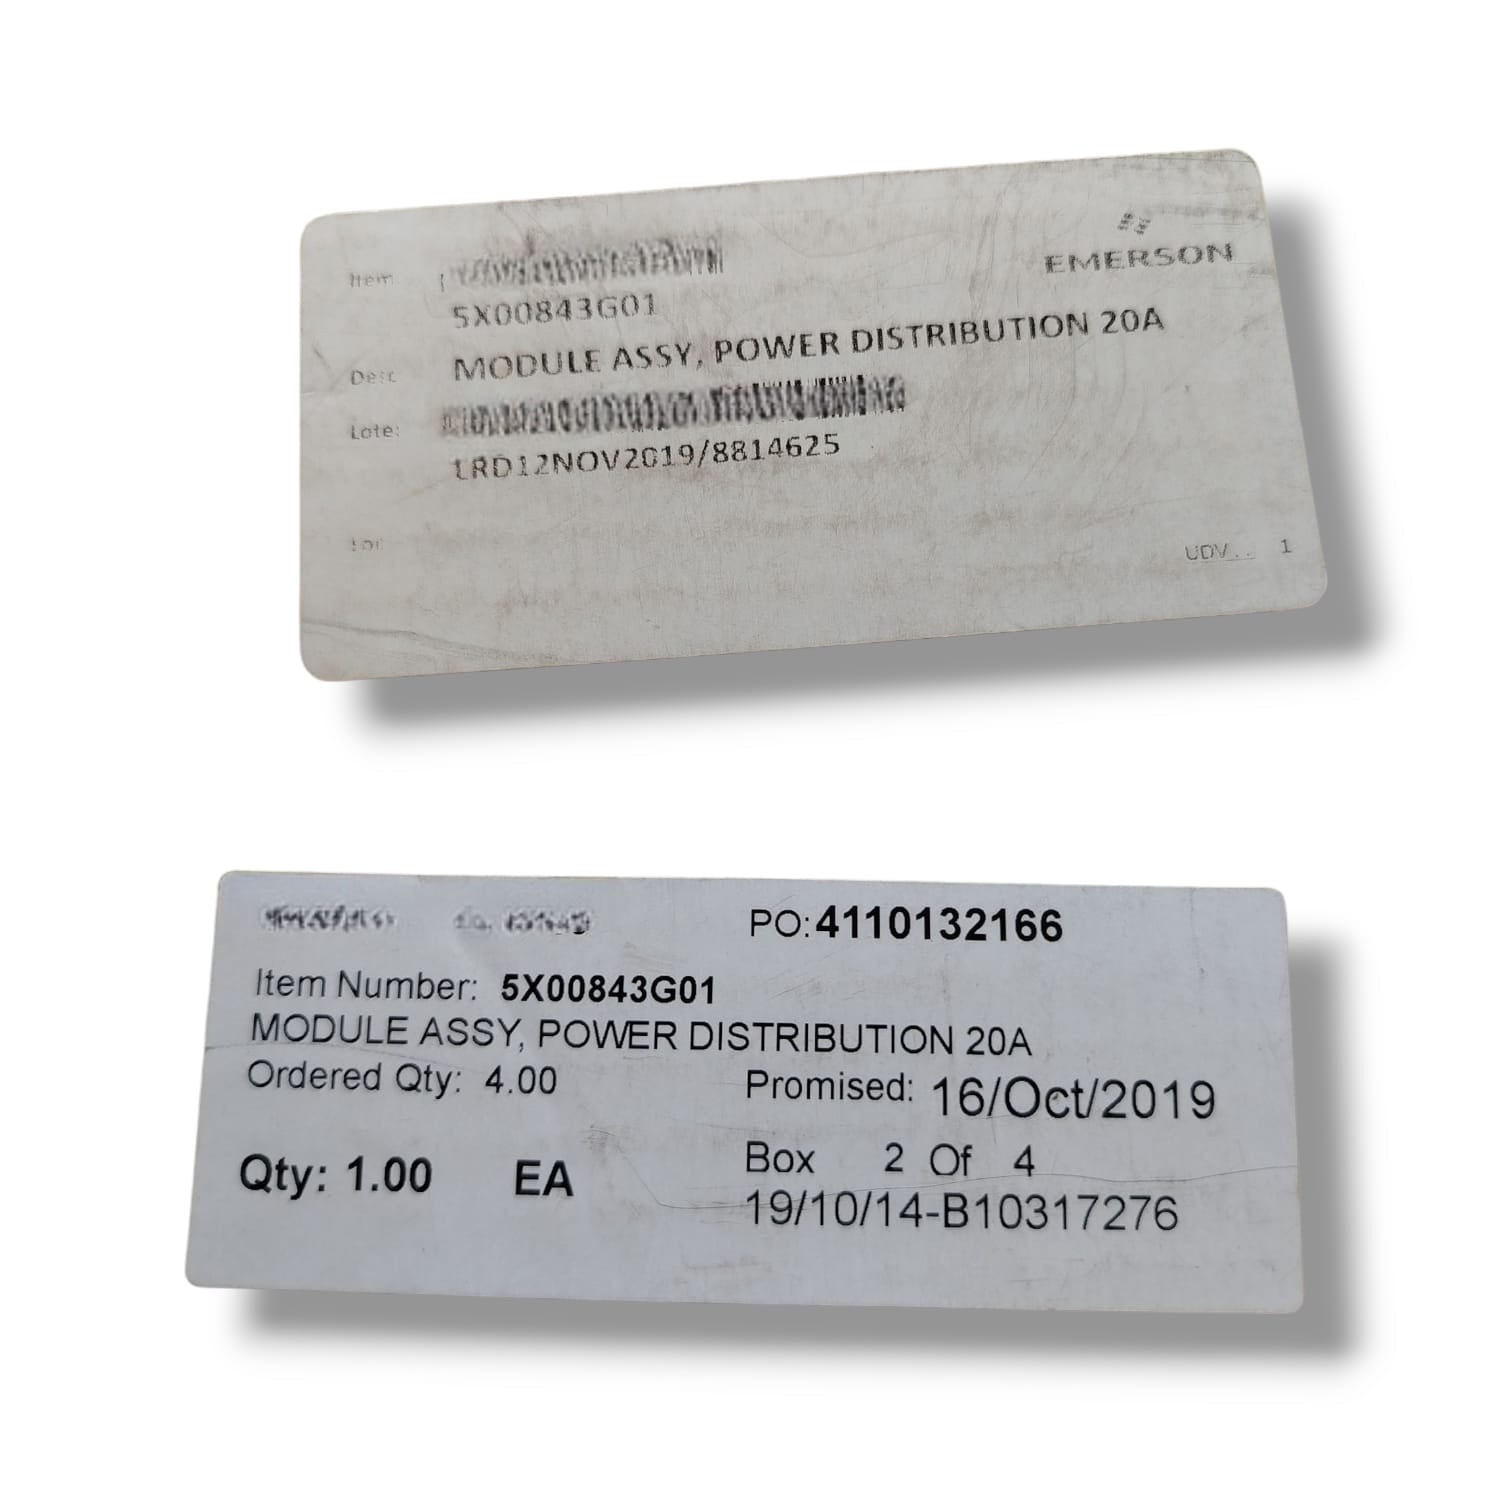 Item
5X00843G01
EMERSON
Desc MODULE ASSY, POWER DISTRIBUTION 20A
Lote:
LRD12NOV2019/8814625
UDV.. 1
PO:4110132166
Item Number: 5X00843G01
MODULE ASSY, POWER DISTRIBUTION 20A
Ordered Qty: 4.00 Promised: 16/Oct/2019
Qty: 1.00 EA Box 2 Of 4
19/10/14-B10317276